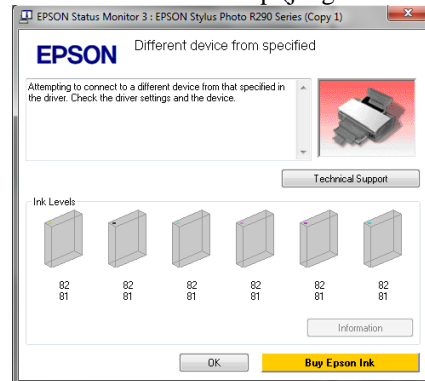 EPSON Status Monitor 3 : EPSON Stylus Photo R290 Series (Copy 1)
EPSON
Different device from specified
Attempting to connect to a different device from that specified in
the driver. Check the driver settings and the device.
Technical Support
Ink Levels
82 82 82 82 82 82
81 81 81 81 81 81
Information
OK
Buy Epson Ink